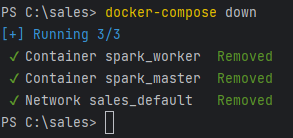 PS C:\sales> docker-compose down
[+] Running 3/3
✓ Container spark_worker Removed
✓ Container spark_master Removed
✓ Network sales_default Removed
PS C:\sales>